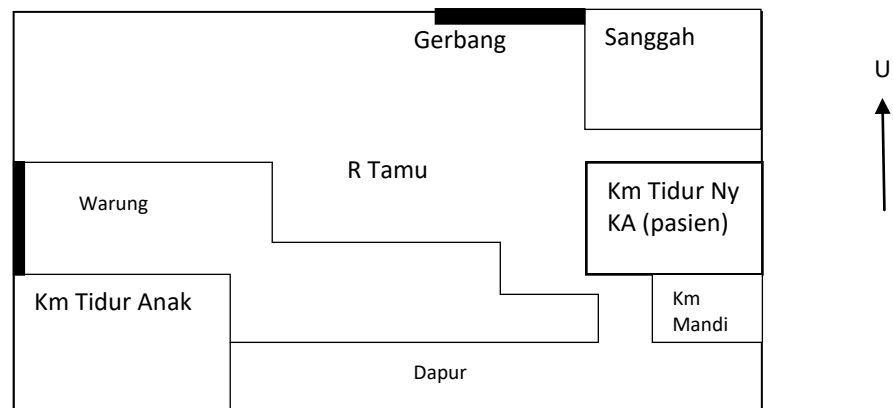 Gerbang
Sanggah
U
R Tamu
Warung
Km Tidur Ny
KA (pasien)
Km Tidur Anak
Km
Mandi
Dapur